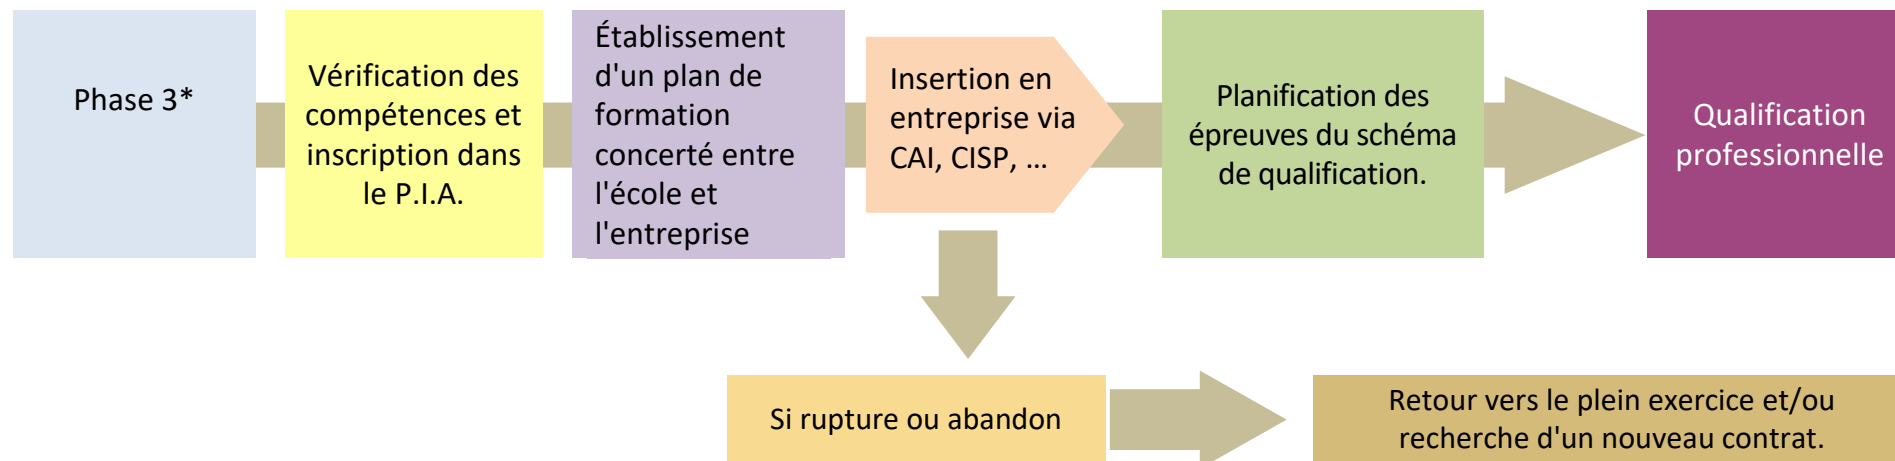 Phase 3*
Vérification des
compétences et
inscription dans
le P.I.A.
Établissement
d'un plan de
formation
concerté entre
l'école et
l'entreprise
Insertion en
entreprise via
CAI, CISP, …
Planification des
épreuves du schéma
de qualification.
Qualification
professionnelle
Si rupture ou abandon
Retour vers le plein exercice et/ou
recherche d'un nouveau contrat.